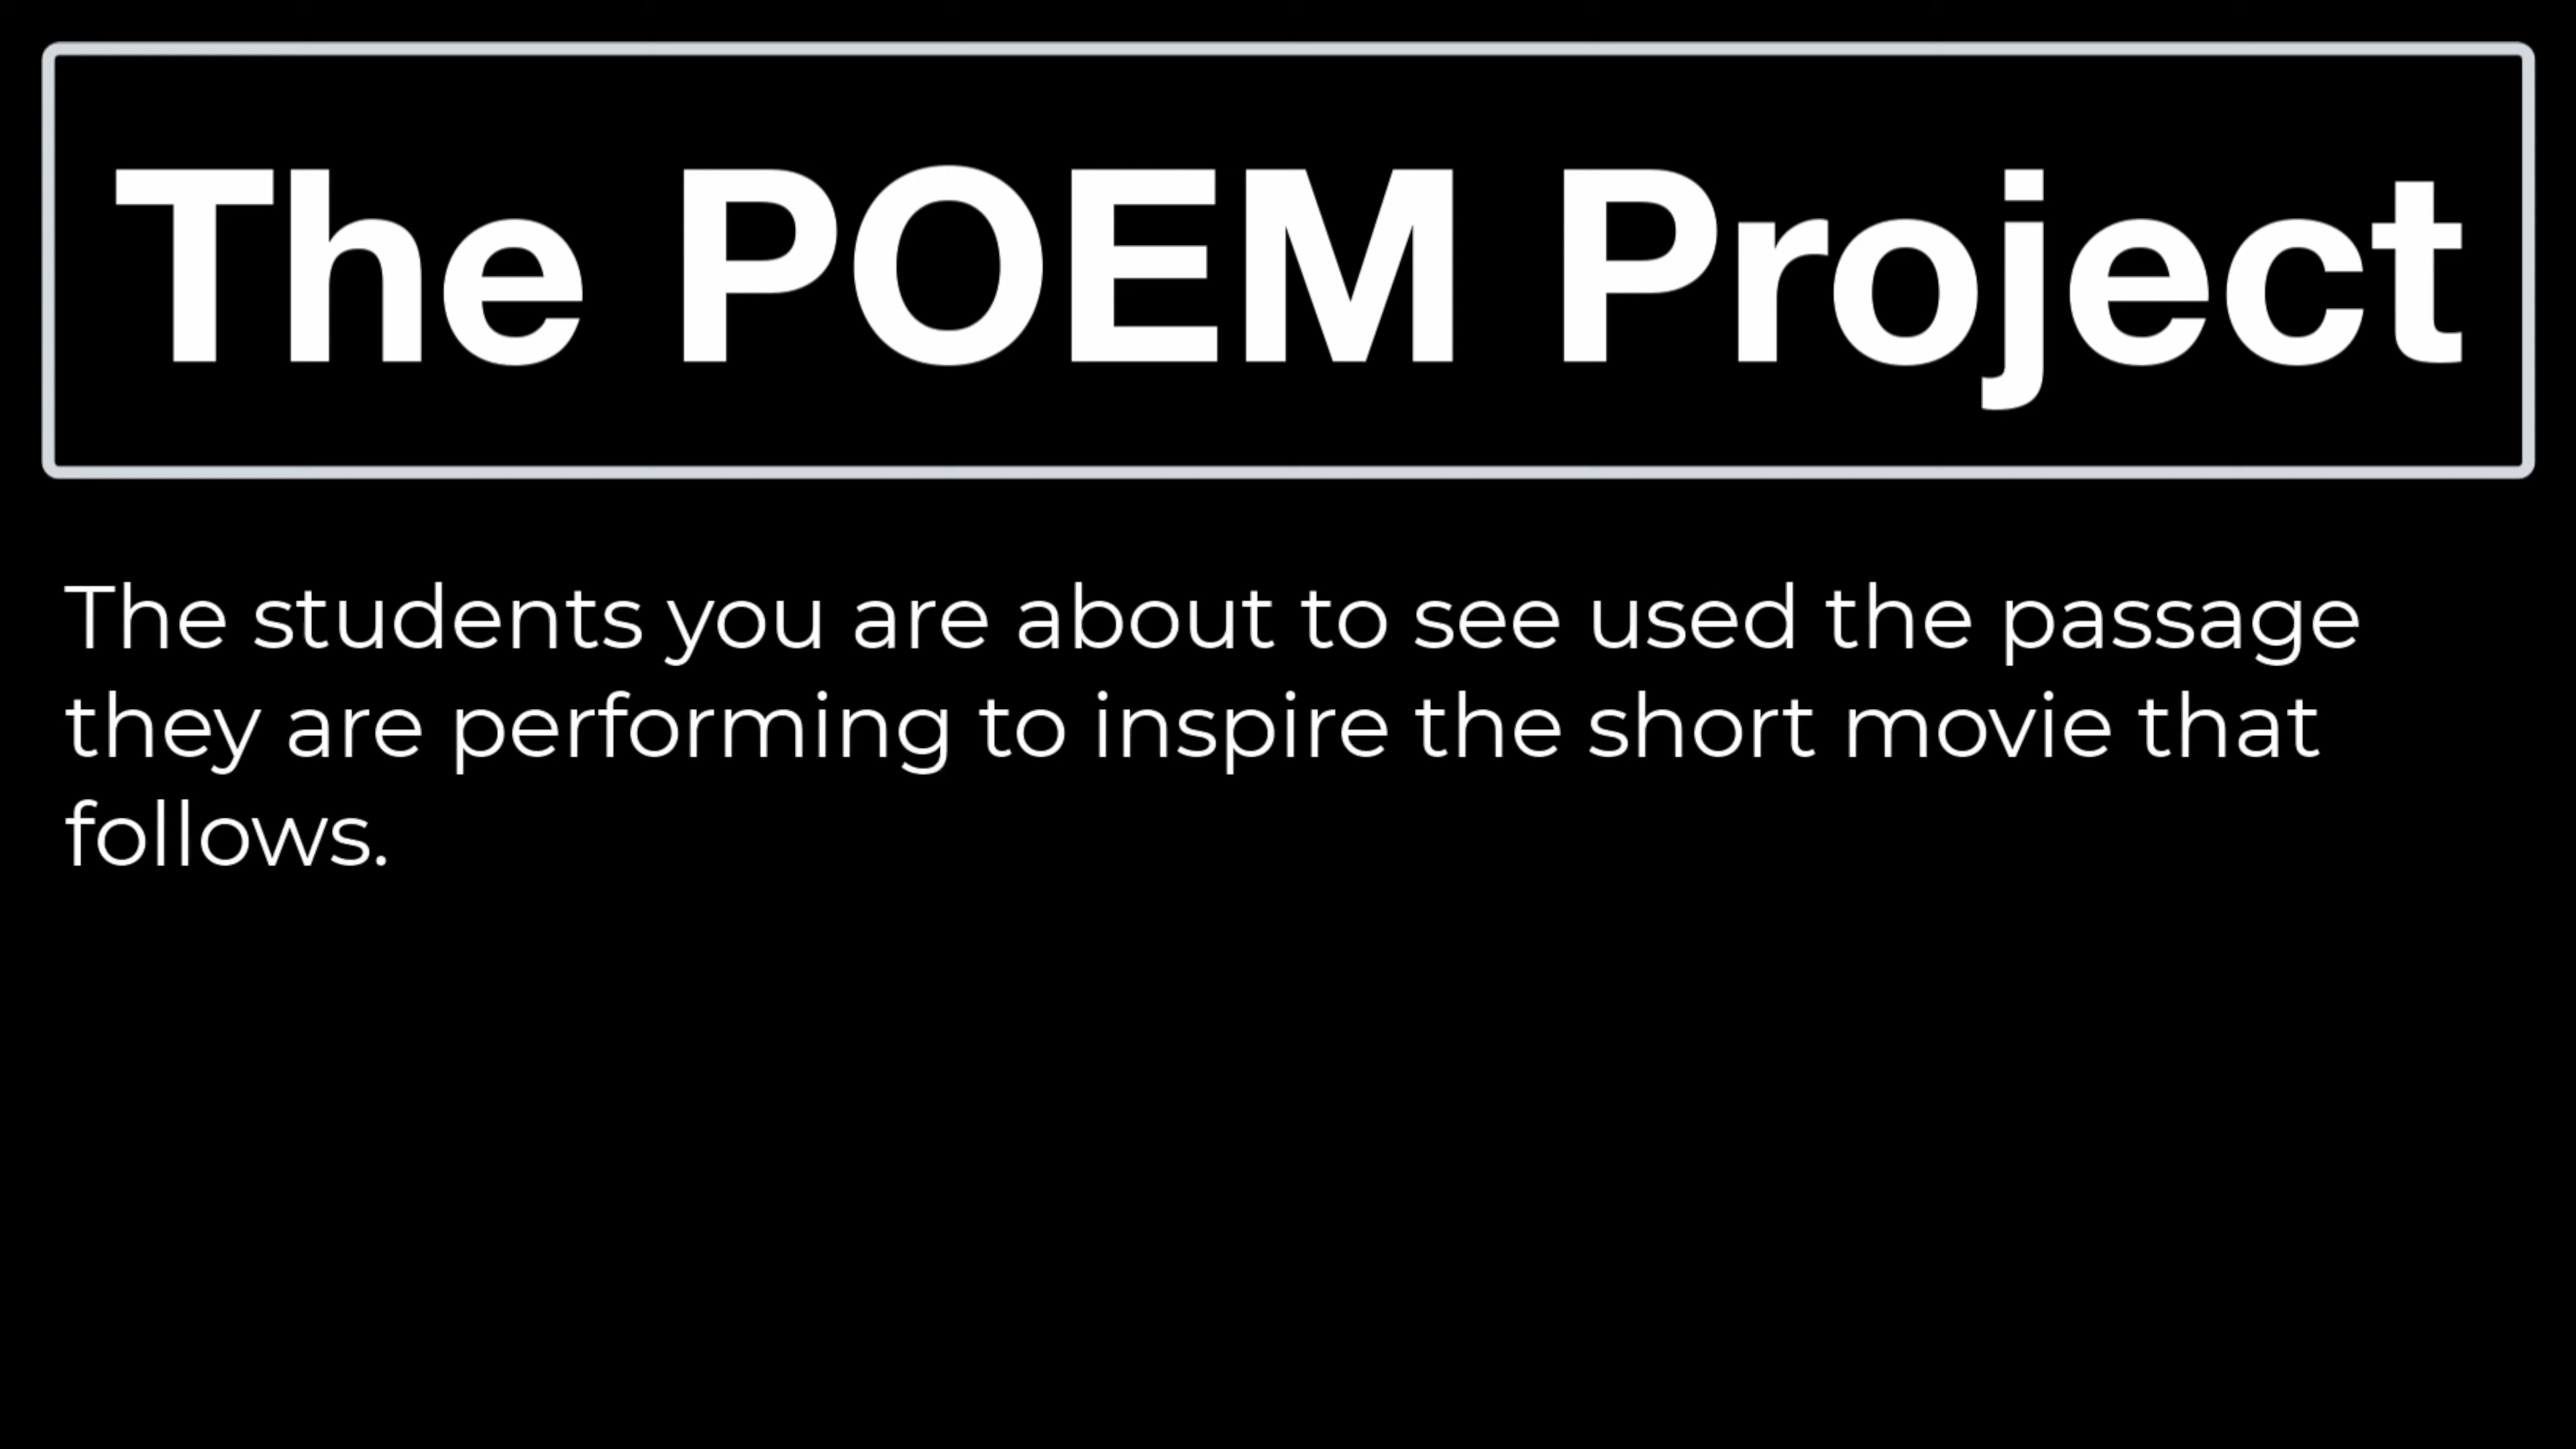 The POEM Project
The students you are about to see used the passage
they are performing to inspire the short movie that
follows.